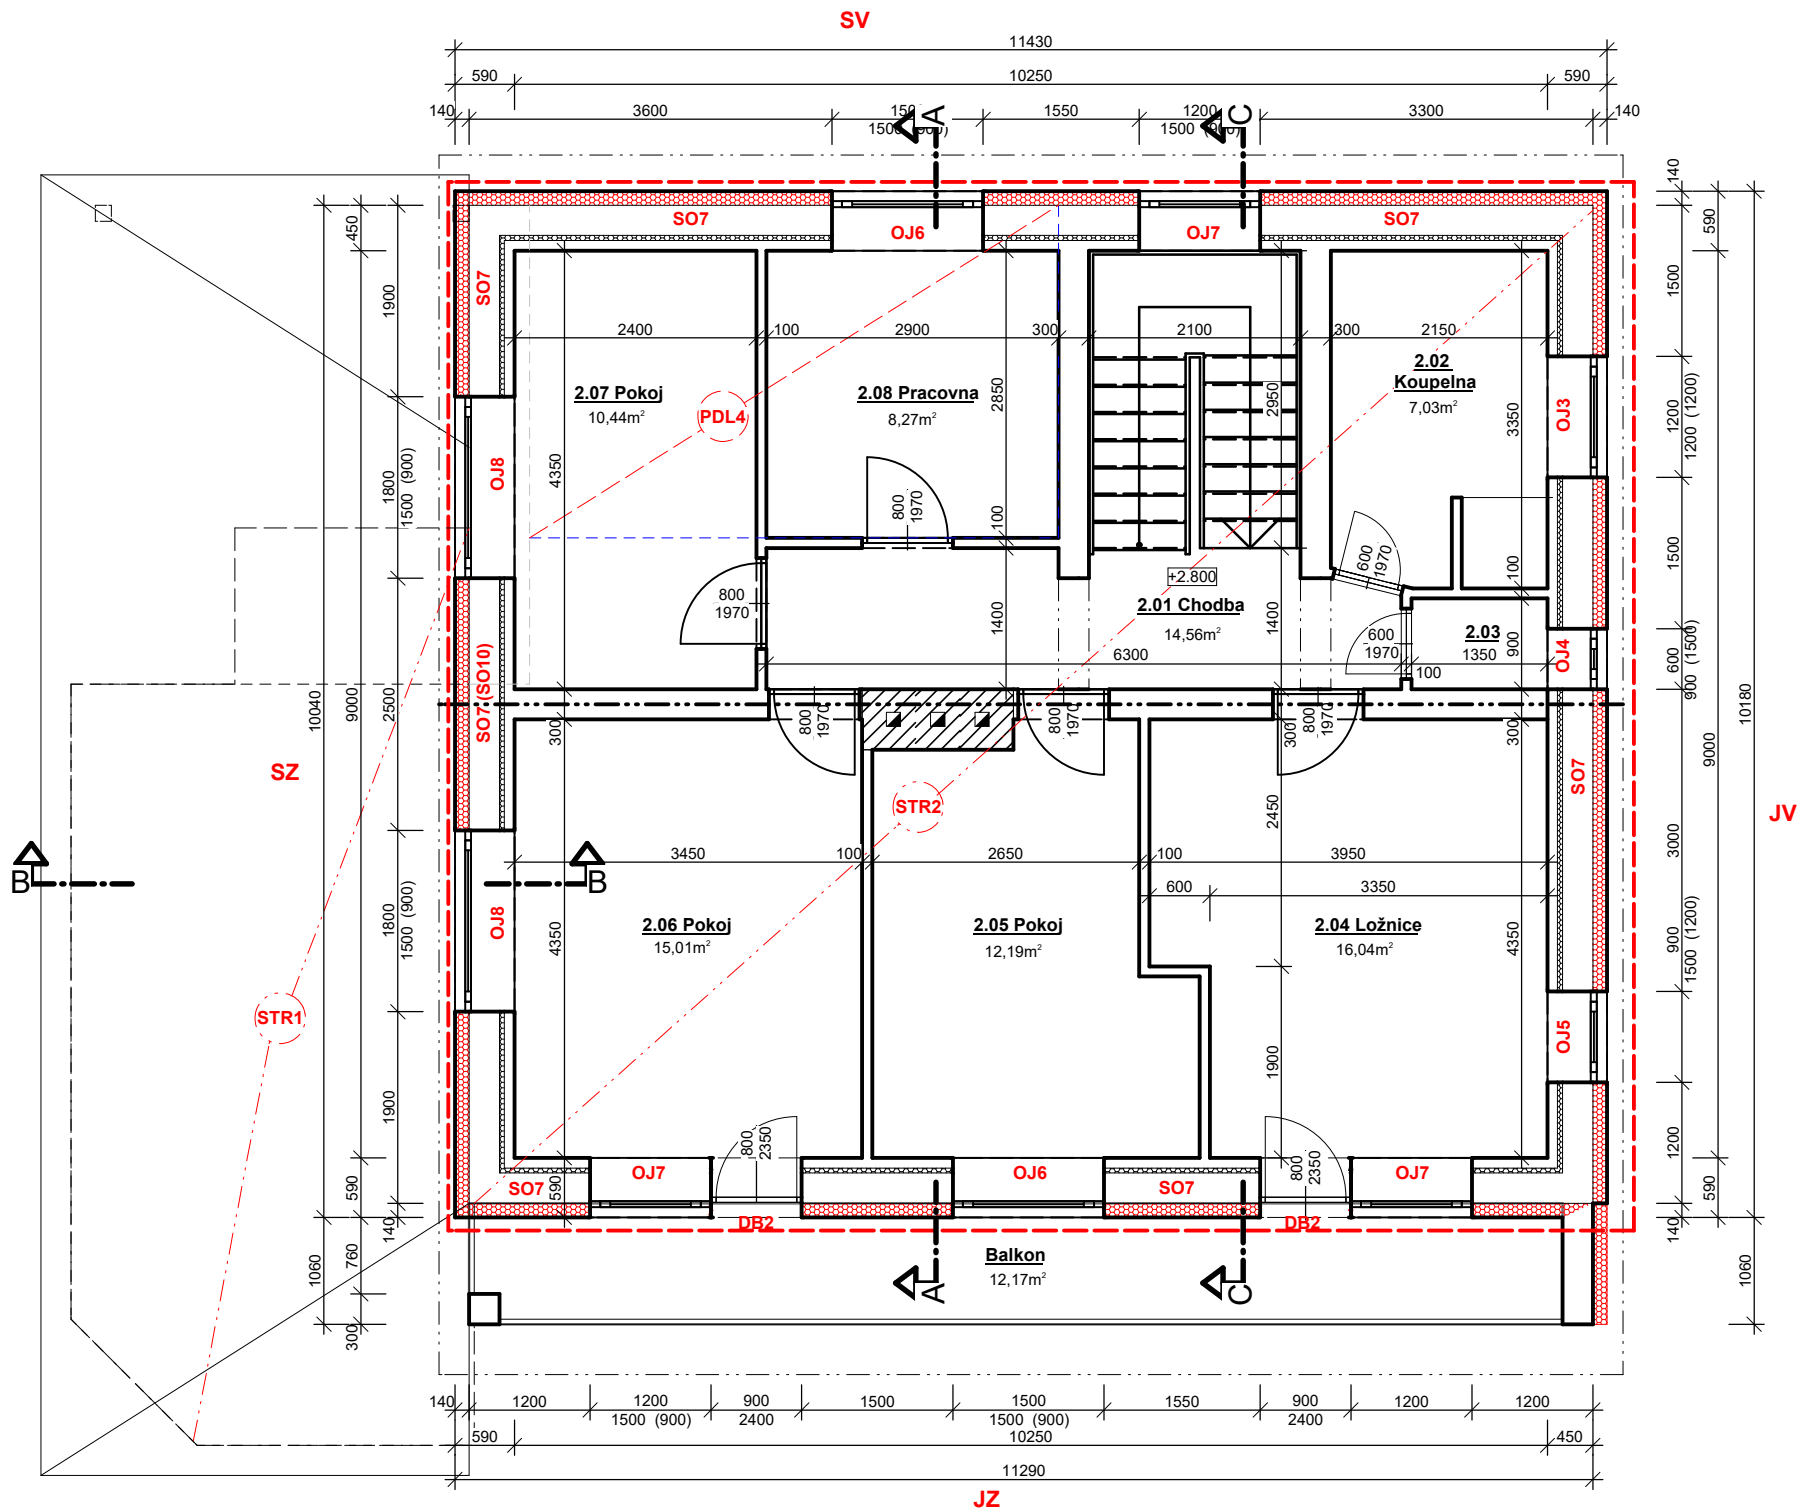 SV
11430
590 10250 590
140 3600 150 1550 1200 3300 140
1500 (900) 1500 (900)
A C
SO7 OJ6 OJ7 SO7
SO7
2400 100 2900 300 2100 300 2150
2.07 Pokoj
10,44m²
2.08 Pracovna
8,27m²
2.02
Koupelna
7,03m²
PDL4
OJ8
OJ3
4350
2850
2950
3350
800
1970
100
800
1970
600
1970
100
+2.800
2.01 Chodba
14,56m²
1400
1400
6300
600
1970
100
2.03
1350
900
OJ4
SO7 (SO10)
300
800
1970
800
1970
300
800
1970
300
SO7
STR2
SZ
JV
B B
3450 100 2650 100 3950
600 3350
2450
OJ8
2.06 Pokoj
15,01m²
2.05 Pokoj
12,19m²
2.04 Ložnice
16,04m²
4350
4350
1900
STR1
OJ5
800
2350
800
2350
OJ7 OJ6 OJ7
SO7 SO7
590
DB2 DB2
Balkon
12,17m²
A C
450
1900
1800
1500 (900)
2500
1800
1500 (900)
1900
590
140
760
300
9000
10040
1060
140
590
1500
1200
1200 (1200)
1500
600
900 (1500)
3000
900
1500 (1200)
1200
590
140
9000
10180
1060
140 1200 1200 900 1500 1500 1550 900 1200 1200
1500 (900) 2400 1500 (900) 2400
590 10250 450
11290
JZ